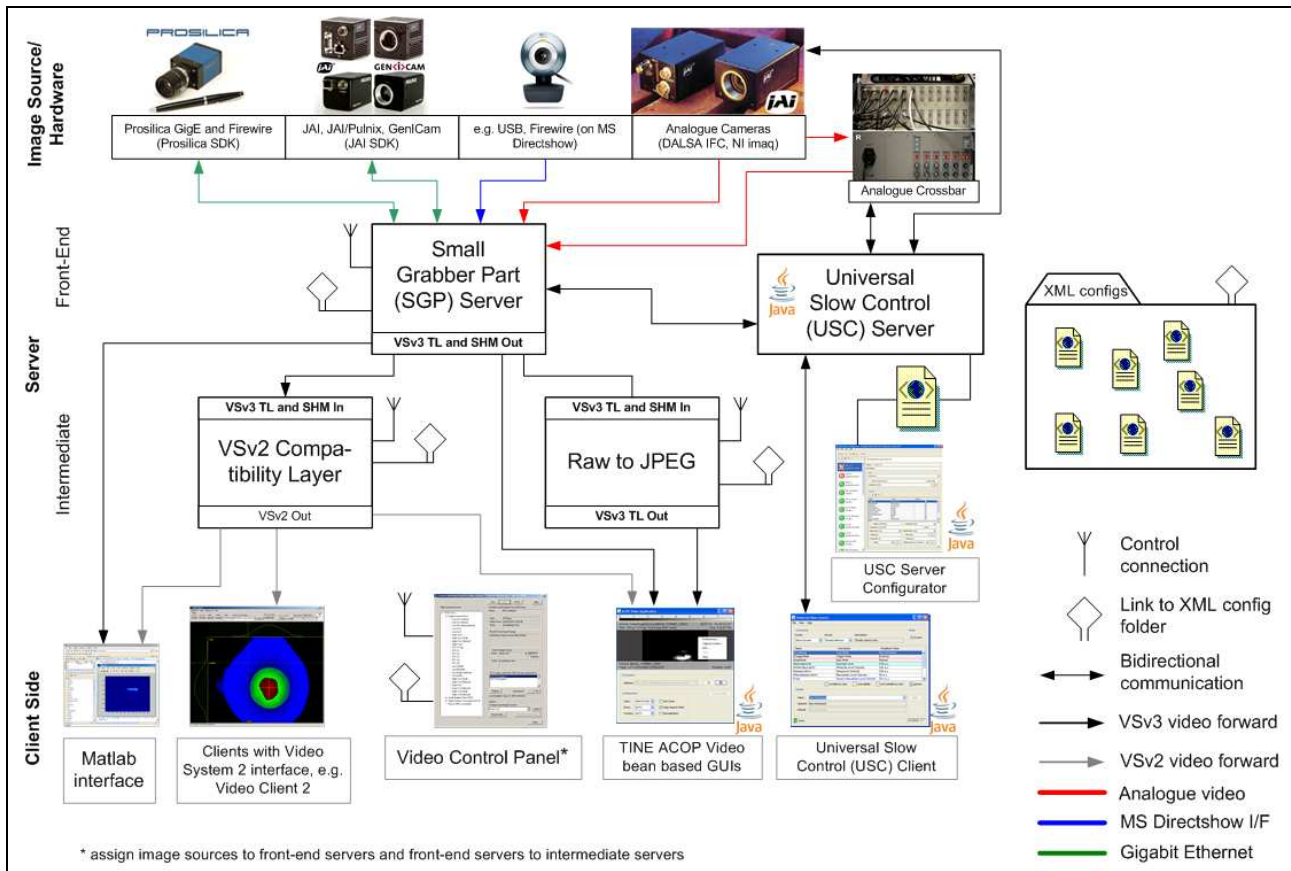 Image Source/
Hardware
PROSILICA
JAi
GEN<i>CAM
JAi
Prosilica GigE and Firewire
(Prosilica SDK)
JAI, JAI/Pulnix, GenICam
(JAI SDK)
e.g. USB, Firewire (on MS
Directshow)
Analogue Cameras
(DALSA IFC, NI imaq)
Analogue Crossbar
Server
Front-End
Small
Grabber Part
(SGP) Server
VSv3 TL and SHM Out
Java
Universal
Slow Control
(USC) Server
XML configs
Intermediate
VSv3 TL and SHM In
VSv2 Compa-
tibility Layer
VSv2 Out
VSv3 TL and SHM In
Raw to JPEG
VSv3 TL Out
Java
USC Server
Configurator
Client Side
Matlab
interface
Clients with Video
System 2 interface, e.g.
Video Client 2
Video Control Panel*
Java
TINE ACOP Video
bean based GUIs
Java
Universal Slow
Control (USC) Client
Control
connection
Link to XML config
folder
Bidirectional
communication
VSv3 video forward
VSv2 video forward
Analogue video
MS Directshow I/F
Gigabit Ethernet
* assign image sources to front-end servers and front-end servers to intermediate servers